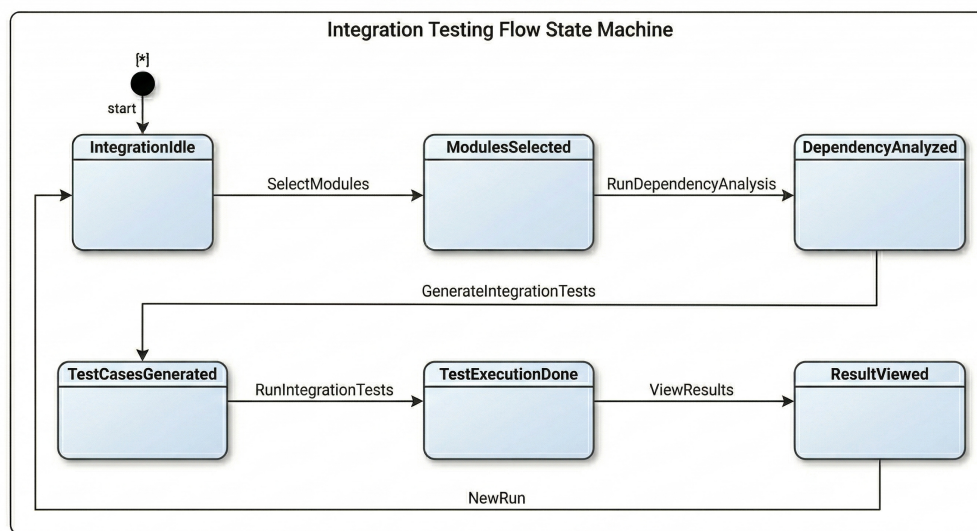 Integration Testing Flow State Machine
[*]
start
IntegrationIdle
SelectModules
ModulesSelected
RunDependencyAnalysis
DependencyAnalyzed
GenerateIntegrationTests
TestCasesGenerated
RunIntegrationTests
TestExecutionDone
ViewResults
ResultViewed
NewRun